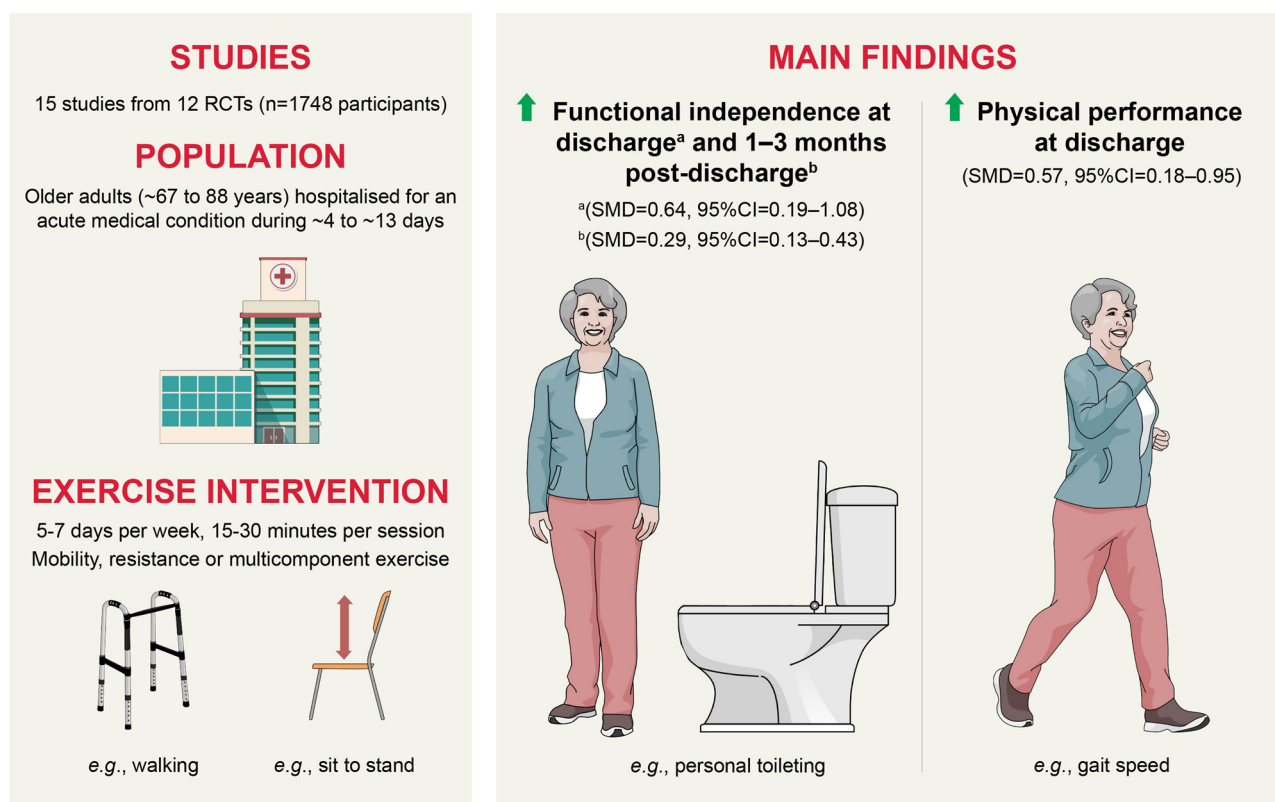 STUDIES
15 studies from 12 RCTs (n=1748 participants)
POPULATION
Older adults (~67 to 88 years) hospitalised for an
acute medical condition during ~4 to ~13 days
EXERCISE INTERVENTION
5-7 days per week, 15-30 minutes per session
Mobility, resistance or multicomponent exercise
e.g., walking
e.g., sit to stand
MAIN FINDINGS
Functional independence at
dischargeᵃ and 1–3 months
post-dischargeᵇ
ᵃ(SMD=0.64, 95%CI=0.19–1.08)
ᵇ(SMD=0.29, 95%CI=0.13–0.43)
e.g., personal toileting
Physical performance
at discharge
(SMD=0.57, 95%CI=0.18–0.95)
e.g., gait speed